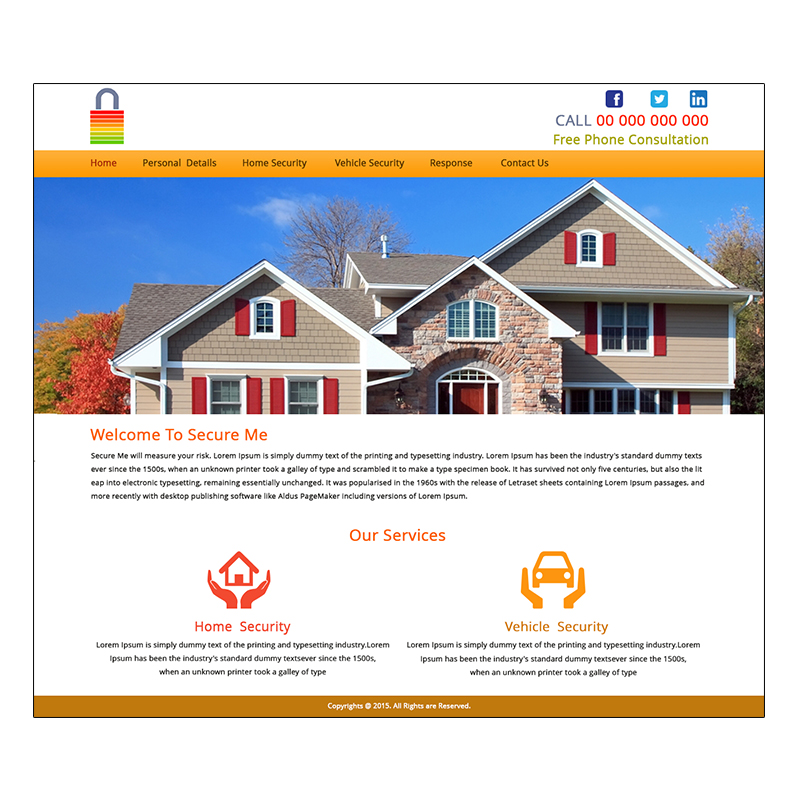 CALL 00 000 000 000
Free Phone Consultation
Home Personal Details Home Security Vehicle Security Response Contact Us
Welcome To Secure Me
Secure Me will measure your risk. Lorem Ipsum is simply dummy text of the printing and typesetting industry. Lorem Ipsum has been the industry's standard dummy texts
ever since the 1500s, when an unknown printer took a galley of type and scrambled it to make a type specimen book. It has survived not only five centuries, but also the lit
eap into electronic typesetting, remaining essentially unchanged. It was popularised in the 1960s with the release of Letraset sheets containing Lorem Ipsum passages, and
more recently with desktop publishing software like Aldus PageMaker including versions of Lorem Ipsum.
Our Services
Home Security
Lorem Ipsum is simply dummy text of the printing and typesetting industry.Lorem
Ipsum has been the industry's standard dummy textsever since the 1500s,
when an unknown printer took a galley of type
Vehicle Security
Lorem Ipsum is simply dummy text of the printing and typesetting industry.Lorem
Ipsum has been the industry's standard dummy textsever since the 1500s,
when an unknown printer took a galley of type
Copyrights @ 2015. All Rights are Reserved.